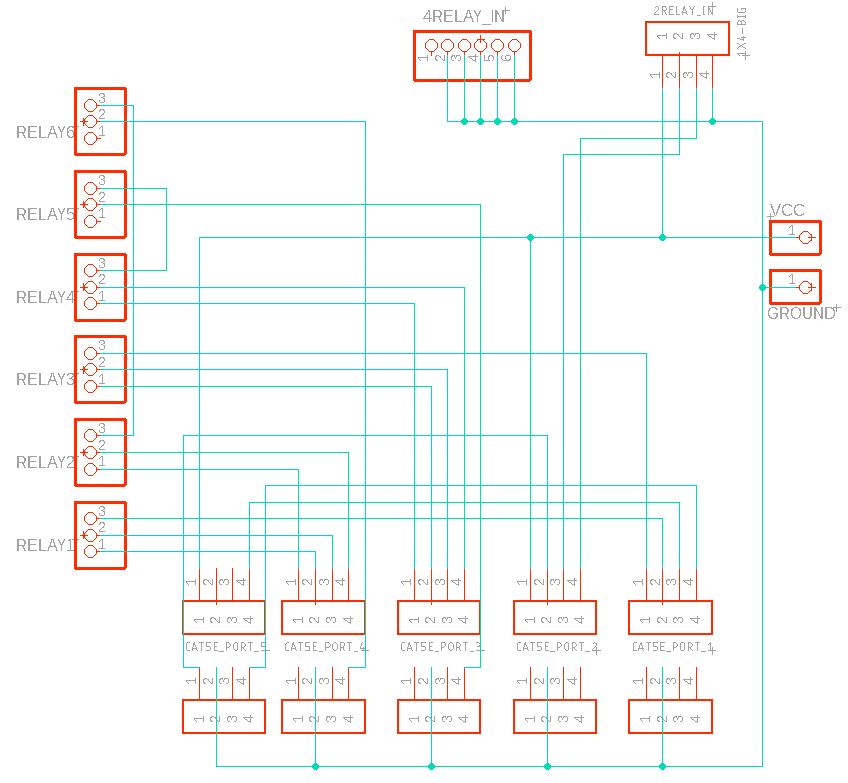 2RELAY_IN
4RELAY_IN
1 2 3 4
1X4-BIG
1 2 3 4 5 6
1 2 3 4
3
2
RELAY6
1
3
2
RELAY5
1
VCC
1
3
2
RELAY4
1
1
GROUND
3
2
RELAY3
1
3
2
RELAY2
1
3
2
RELAY1
1
1 2 3 4 1 2 3 4 1 2 3 4 1 2 3 4 1 2 3 4
1 2 3 4 1 2 3 4 1 2 3 4 1 2 3 4 1 2 3 4
CAT5E_PORT_5 CAT5E_PORT_4 CAT5E_PORT_3 CAT5E_PORT_2 CAT5E_PORT_1
1 2 3 4 1 2 3 4 1 2 3 4 1 2 3 4 1 2 3 4
1 2 3 4 1 2 3 4 1 2 3 4 1 2 3 4 1 2 3 4